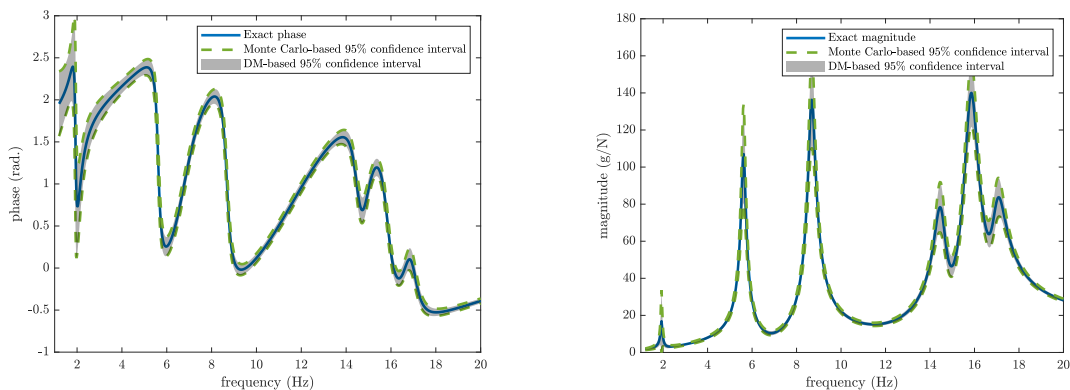 3
2.5
2
1.5
1
0.5
0
-0.5
-1
phase (rad.)
Exact phase
Monte Carlo-based 95% confidence interval
DM-based 95% confidence interval
2 4 6 8 10 12 14 16 18 20
frequency (Hz)
180
160
140
120
100
80
60
40
20
0
magnitude (g/N)
Exact magnitude
Monte Carlo-based 95% confidence interval
DM-based 95% confidence interval
2 4 6 8 10 12 14 16 18 20
frequency (Hz)